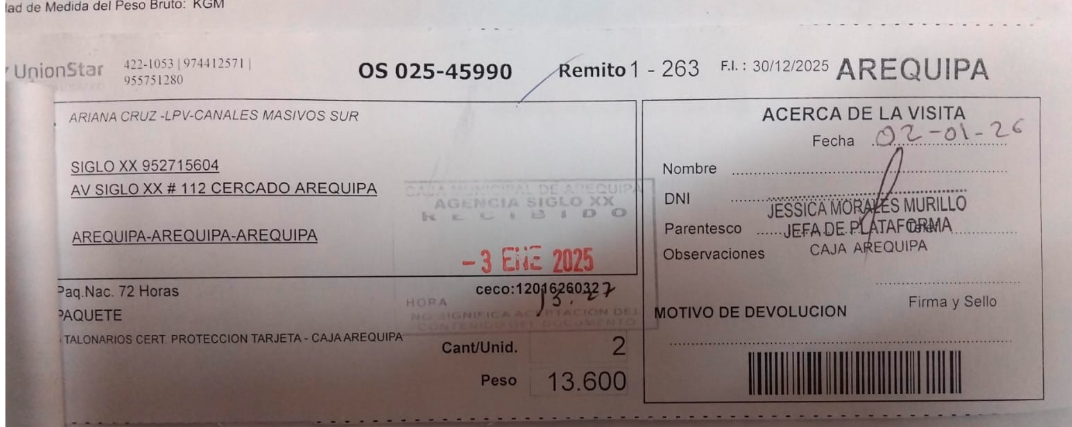 dad de Medida del Peso Bruto: KGM
UnionStar
422-1053 | 974412571 |
955751280
OS 025-45990
Remito 1 - 263
F.I. : 30/12/2025
AREQUIPA
ARIANA CRUZ -LPV-CANALES MASIVOS SUR
SIGLO XX 952715604
AV SIGLO XX # 112 CERCADO AREQUIPA
AREQUIPA-AREQUIPA-AREQUIPA
CAJA MUNICIPAL DE AREQUIPA
AGENCIA SIGLO XX
RECIBIDO
- 3 ENE 2025
HORA 13:27
NO SIGNIFICA ACEPTACION DEL
CONTENIDO DEL DOCUMENTO
Paq.Nac. 72 Horas
ceco:12016260327
PAQUETE
TALONARIOS CERT. PROTECCION TARJETA - CAJA AREQUIPA
Cant/Unid. 2
Peso 13.600
ACERCA DE LA VISITA
Fecha 02-01-26
Nombre
DNI
Parentesco
Observaciones
JESSICA MORALES MURILLO
JEFA DE PLATAFORMA
CAJA AREQUIPA
Firma y Sello
MOTIVO DE DEVOLUCION